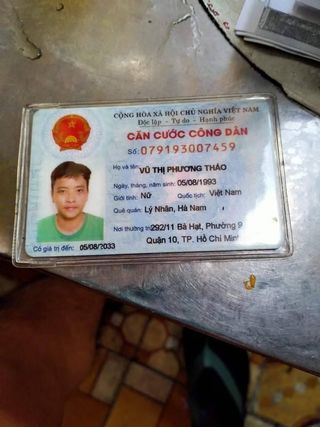 CỘNG HÒA XÃ HỘI CHỦ NGHĨA VIỆT NAM
Độc lập - Tự do - Hạnh phúc
CĂN CƯỚC CÔNG DÂN
Số: 079193007459
Họ và tên:
VŨ THỊ PHƯƠNG THẢO
Ngày, tháng, năm sinh: 05/08/1993
Giới tính: Nữ Quốc tịch: Việt Nam
Quê quán: Lý Nhân, Hà Nam
Nơi thường trú: 292/11 Bà Hạt, Phường 9
Quận 10, TP. Hồ Chí Minh
Có giá trị đến: 05/08/2033